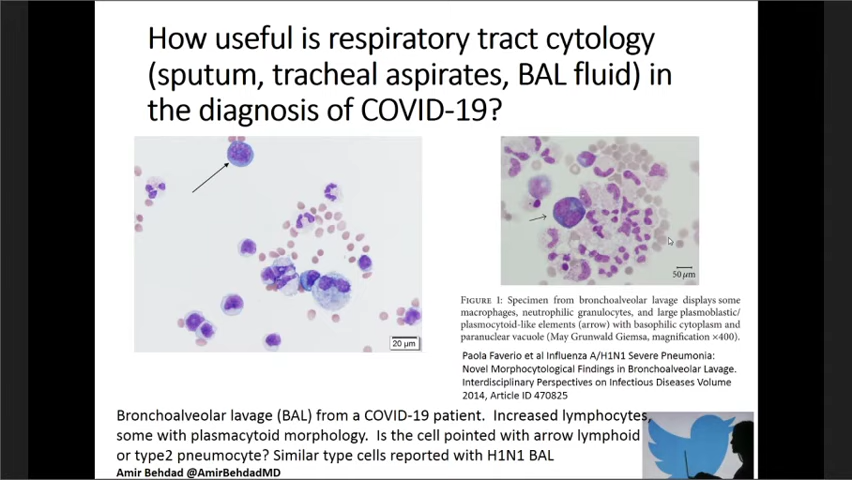 How useful is respiratory tract cytology
(sputum, tracheal aspirates, BAL fluid) in
the diagnosis of COVID-19?
20 µm
50 µm
FIGURE 1: Specimen from bronchoalveolar lavage displays some
macrophages, neutrophilic granulocytes, and large plasmoblastic/
plasmocytoid-like elements (arrow) with basophilic cytoplasm and
paranuclear vacuole (May Grunwald Giemsa, magnification ×400).
Paola Faverio et al Influenza A/H1N1 Severe Pneumonia:
Novel Morphocytological Findings in Bronchoalveolar Lavage.
Interdisciplinary Perspectives on Infectious Diseases Volume
2014, Article ID 470825
Bronchoalveolar lavage (BAL) from a COVID-19 patient. Increased lymphocytes,
some with plasmacytoid morphology. Is the cell pointed with arrow lymphoid
or type2 pneumocyte? Similar type cells reported with H1N1 BAL
Amir Behdad @AmirBehdadMD